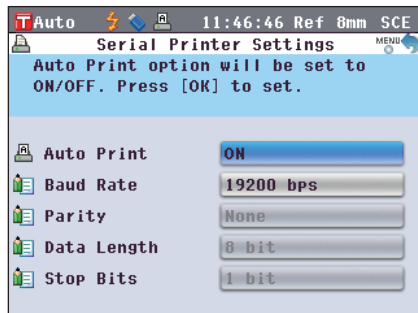 T Auto A 11:46:46 Ref 8mm SCE
A Serial Printer Settings MENU
Auto Print option will be set to
ON/OFF. Press [OK] to set.
A Auto Print ON
Baud Rate 19200 bps
Parity None
Data Length 8 bit
Stop Bits 1 bit